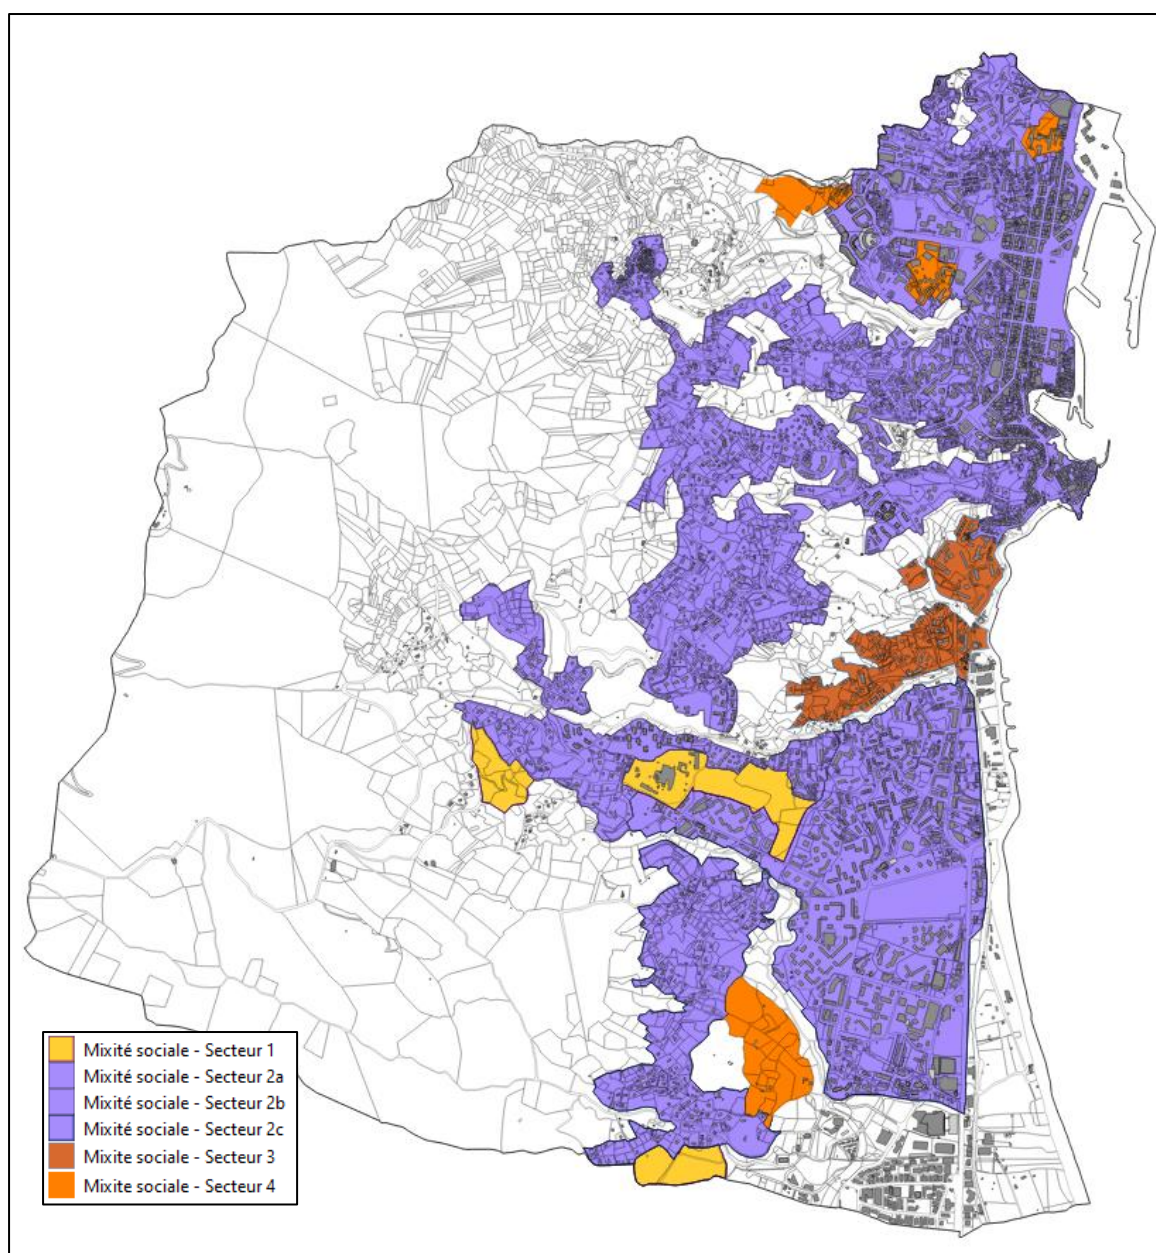 Mixité sociale - Secteur 1
Mixité sociale - Secteur 2a
Mixité sociale - Secteur 2b
Mixité sociale - Secteur 2c
Mixite sociale - Secteur 3
Mixite sociale - Secteur 4